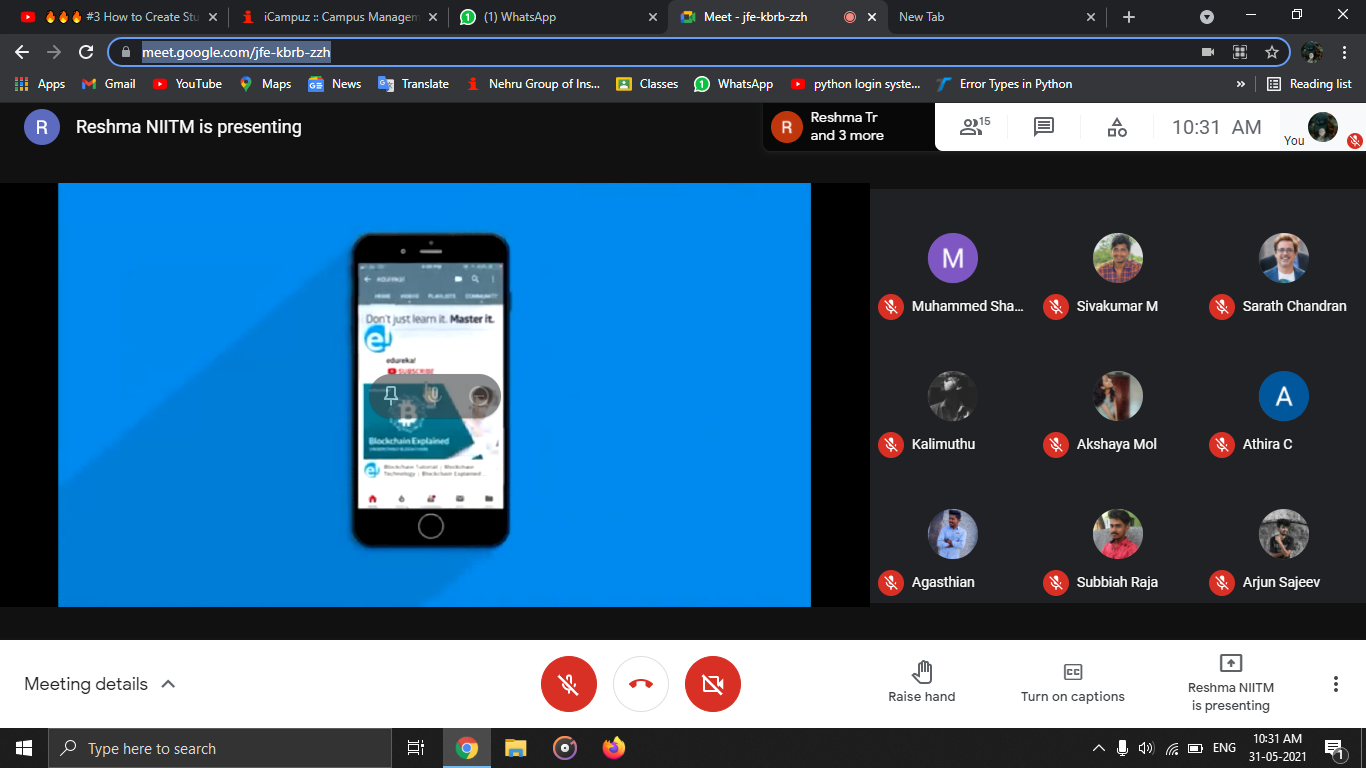 🔥🔥🔥 #3 How to Create Stu
iCampuz :: Campus Managem
(1) WhatsApp
Meet - jfe-kbrb-zzh
New Tab
meet.google.com/jfe-kbrb-zzh
Apps
Gmail
YouTube
Maps
News
Translate
Nehru Group of Ins...
Classes
WhatsApp
python login syste...
Error Types in Python
»
Reading list
R
Reshma NIITM is presenting
R
Reshma Tr
and 3 more
15
10:31 AM
You
edureka!
HOME VIDEOS PLAYLISTS COMMUNITY
Don't just learn it. Master it.
e!
edureka!
SUBSCRIBE
Blockchain Explained
Blockchain Tutorial | Blockchain
Technology | Blockchain Explained ...
M
Muhammed Sha...
Sivakumar M
Sarath Chandran
Kalimuthu
Akshaya Mol
A
Athira C
Agasthian
Subbiah Raja
Arjun Sajeev
Meeting details
Raise hand
CC
Turn on captions
Reshma NIITM
is presenting
Type here to search
ENG
10:31 AM
31-05-2021
1